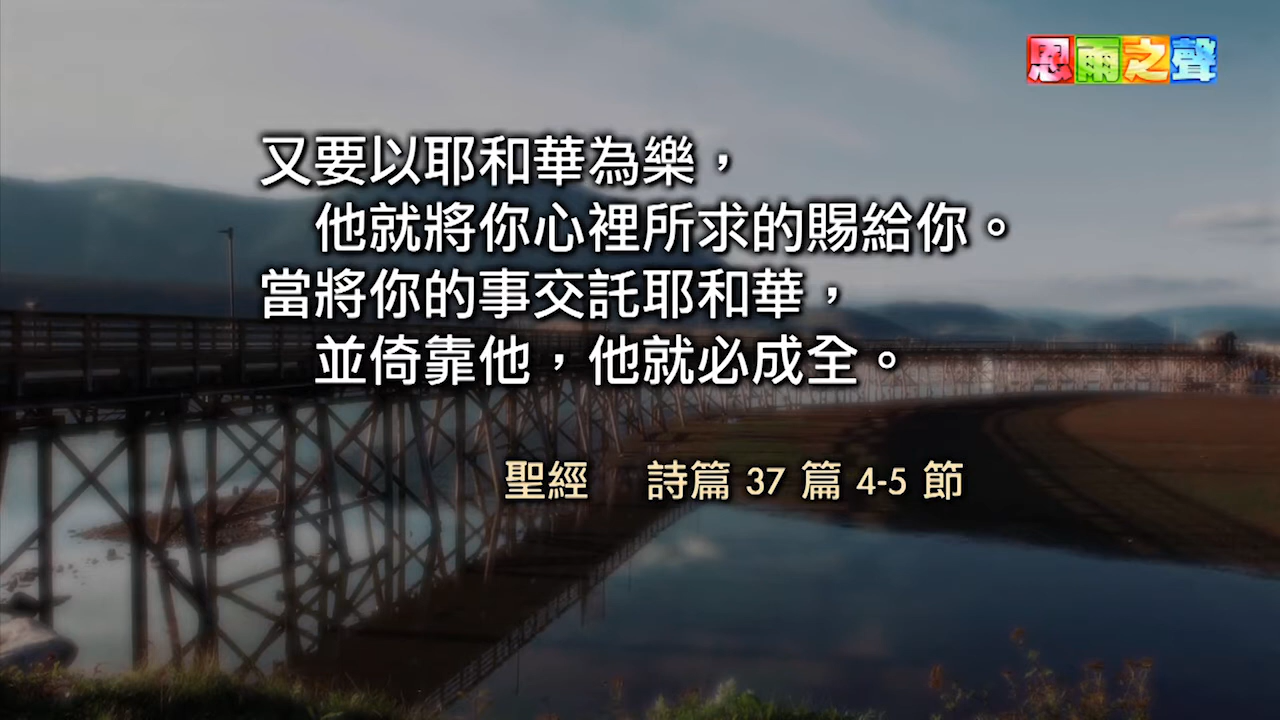 恩雨之聲
又要以耶和華為樂，
他就將你心裡所求的賜給你。
當將你的事交託耶和華，
並倚靠他，他就必成全。
聖經 詩篇 37 篇 4-5 節